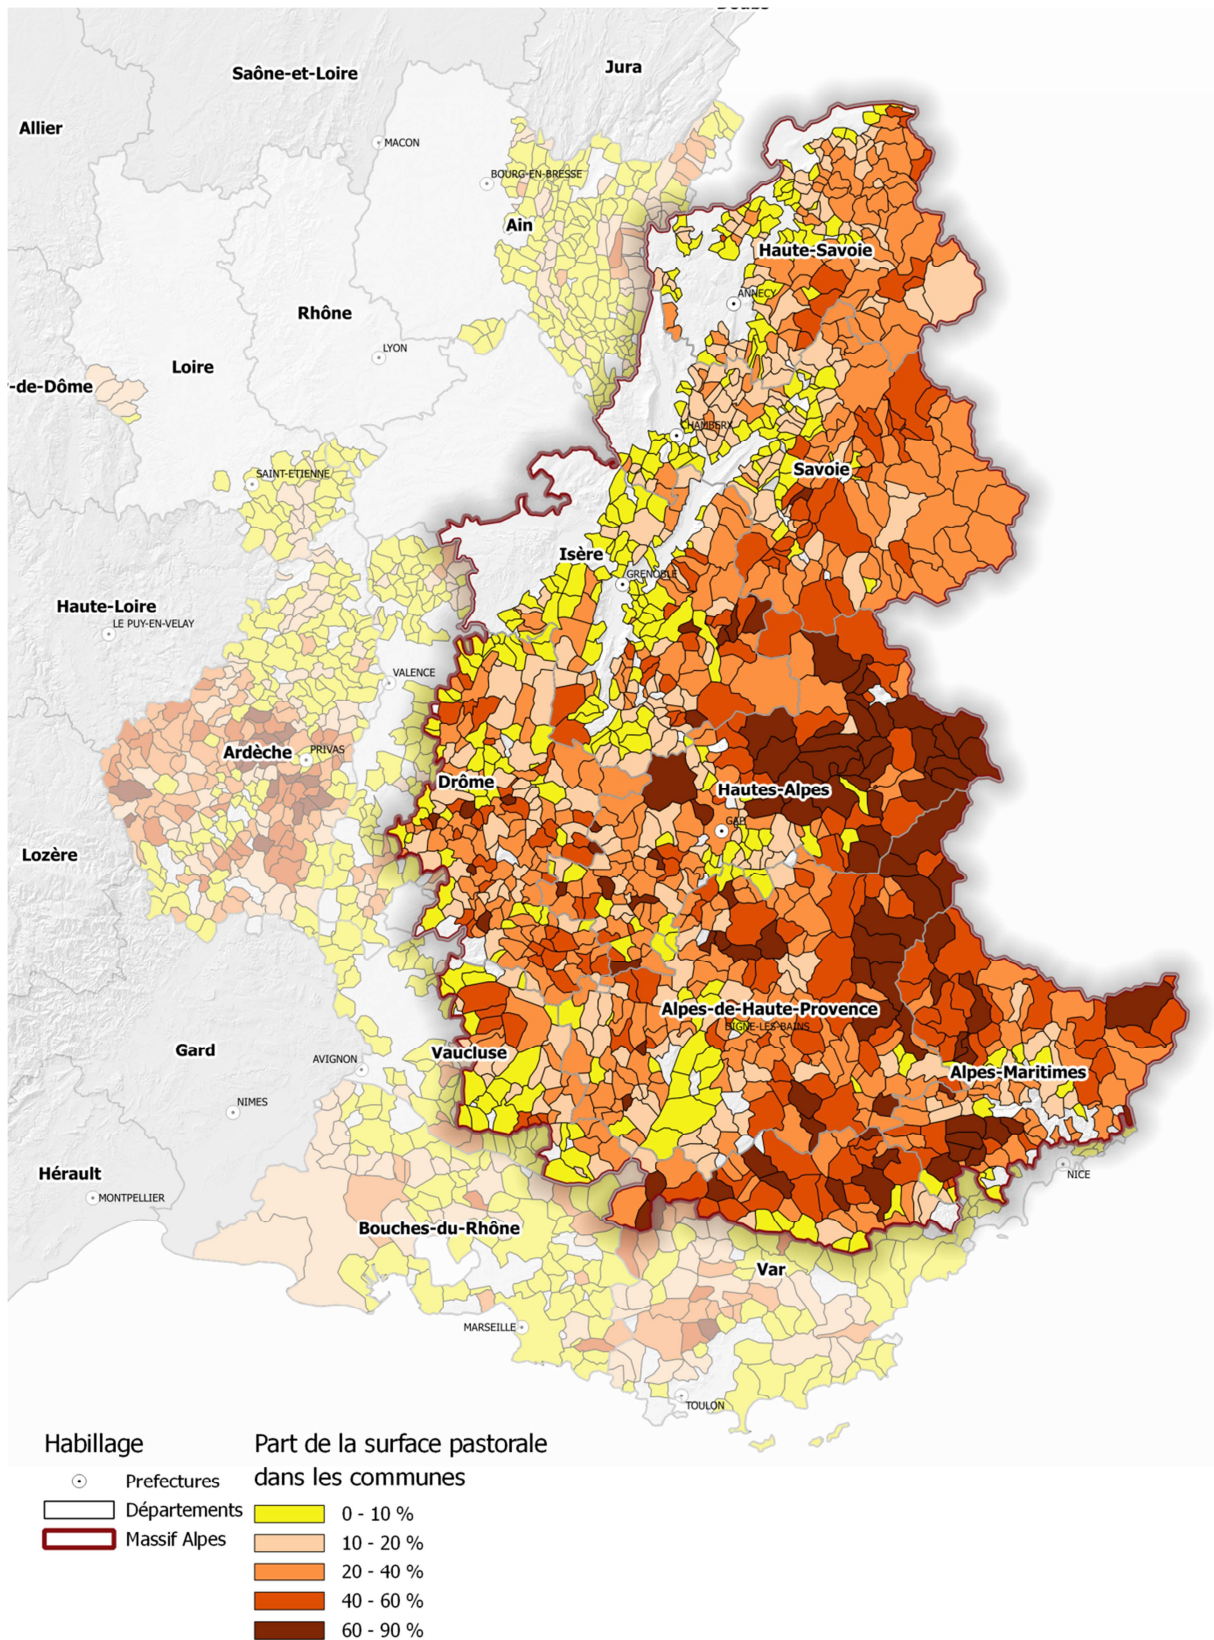 Jura
Saône-et-Loire
Allier
MACON
BOURG-EN-BRESSE
Ain
Haute-Savoie
ANNECY
Rhône
LYON
Loire
-de-Dôme
CHAMBERY
Savoie
SAINT-ETIENNE
Isère
GRENOBLE
Haute-Loire
LE PUY-EN-VELAY
VALENCE
Ardèche
PRIVAS
Drôme
Hautes-Alpes
GAP
Lozère
Alpes-de-Haute-Provence
DIGNE-LES-BAINS
Gard
AVIGNON
Vaucluse
Alpes-Maritimes
NIMES
Hérault
MONTPELLIER
NICE
Bouches-du-Rhône
Var
MARSEILLE
TOULON
Habillage
Prefectures
Départements
Massif Alpes
Part de la surface pastorale
dans les communes
0 - 10 %
10 - 20 %
20 - 40 %
40 - 60 %
60 - 90 %